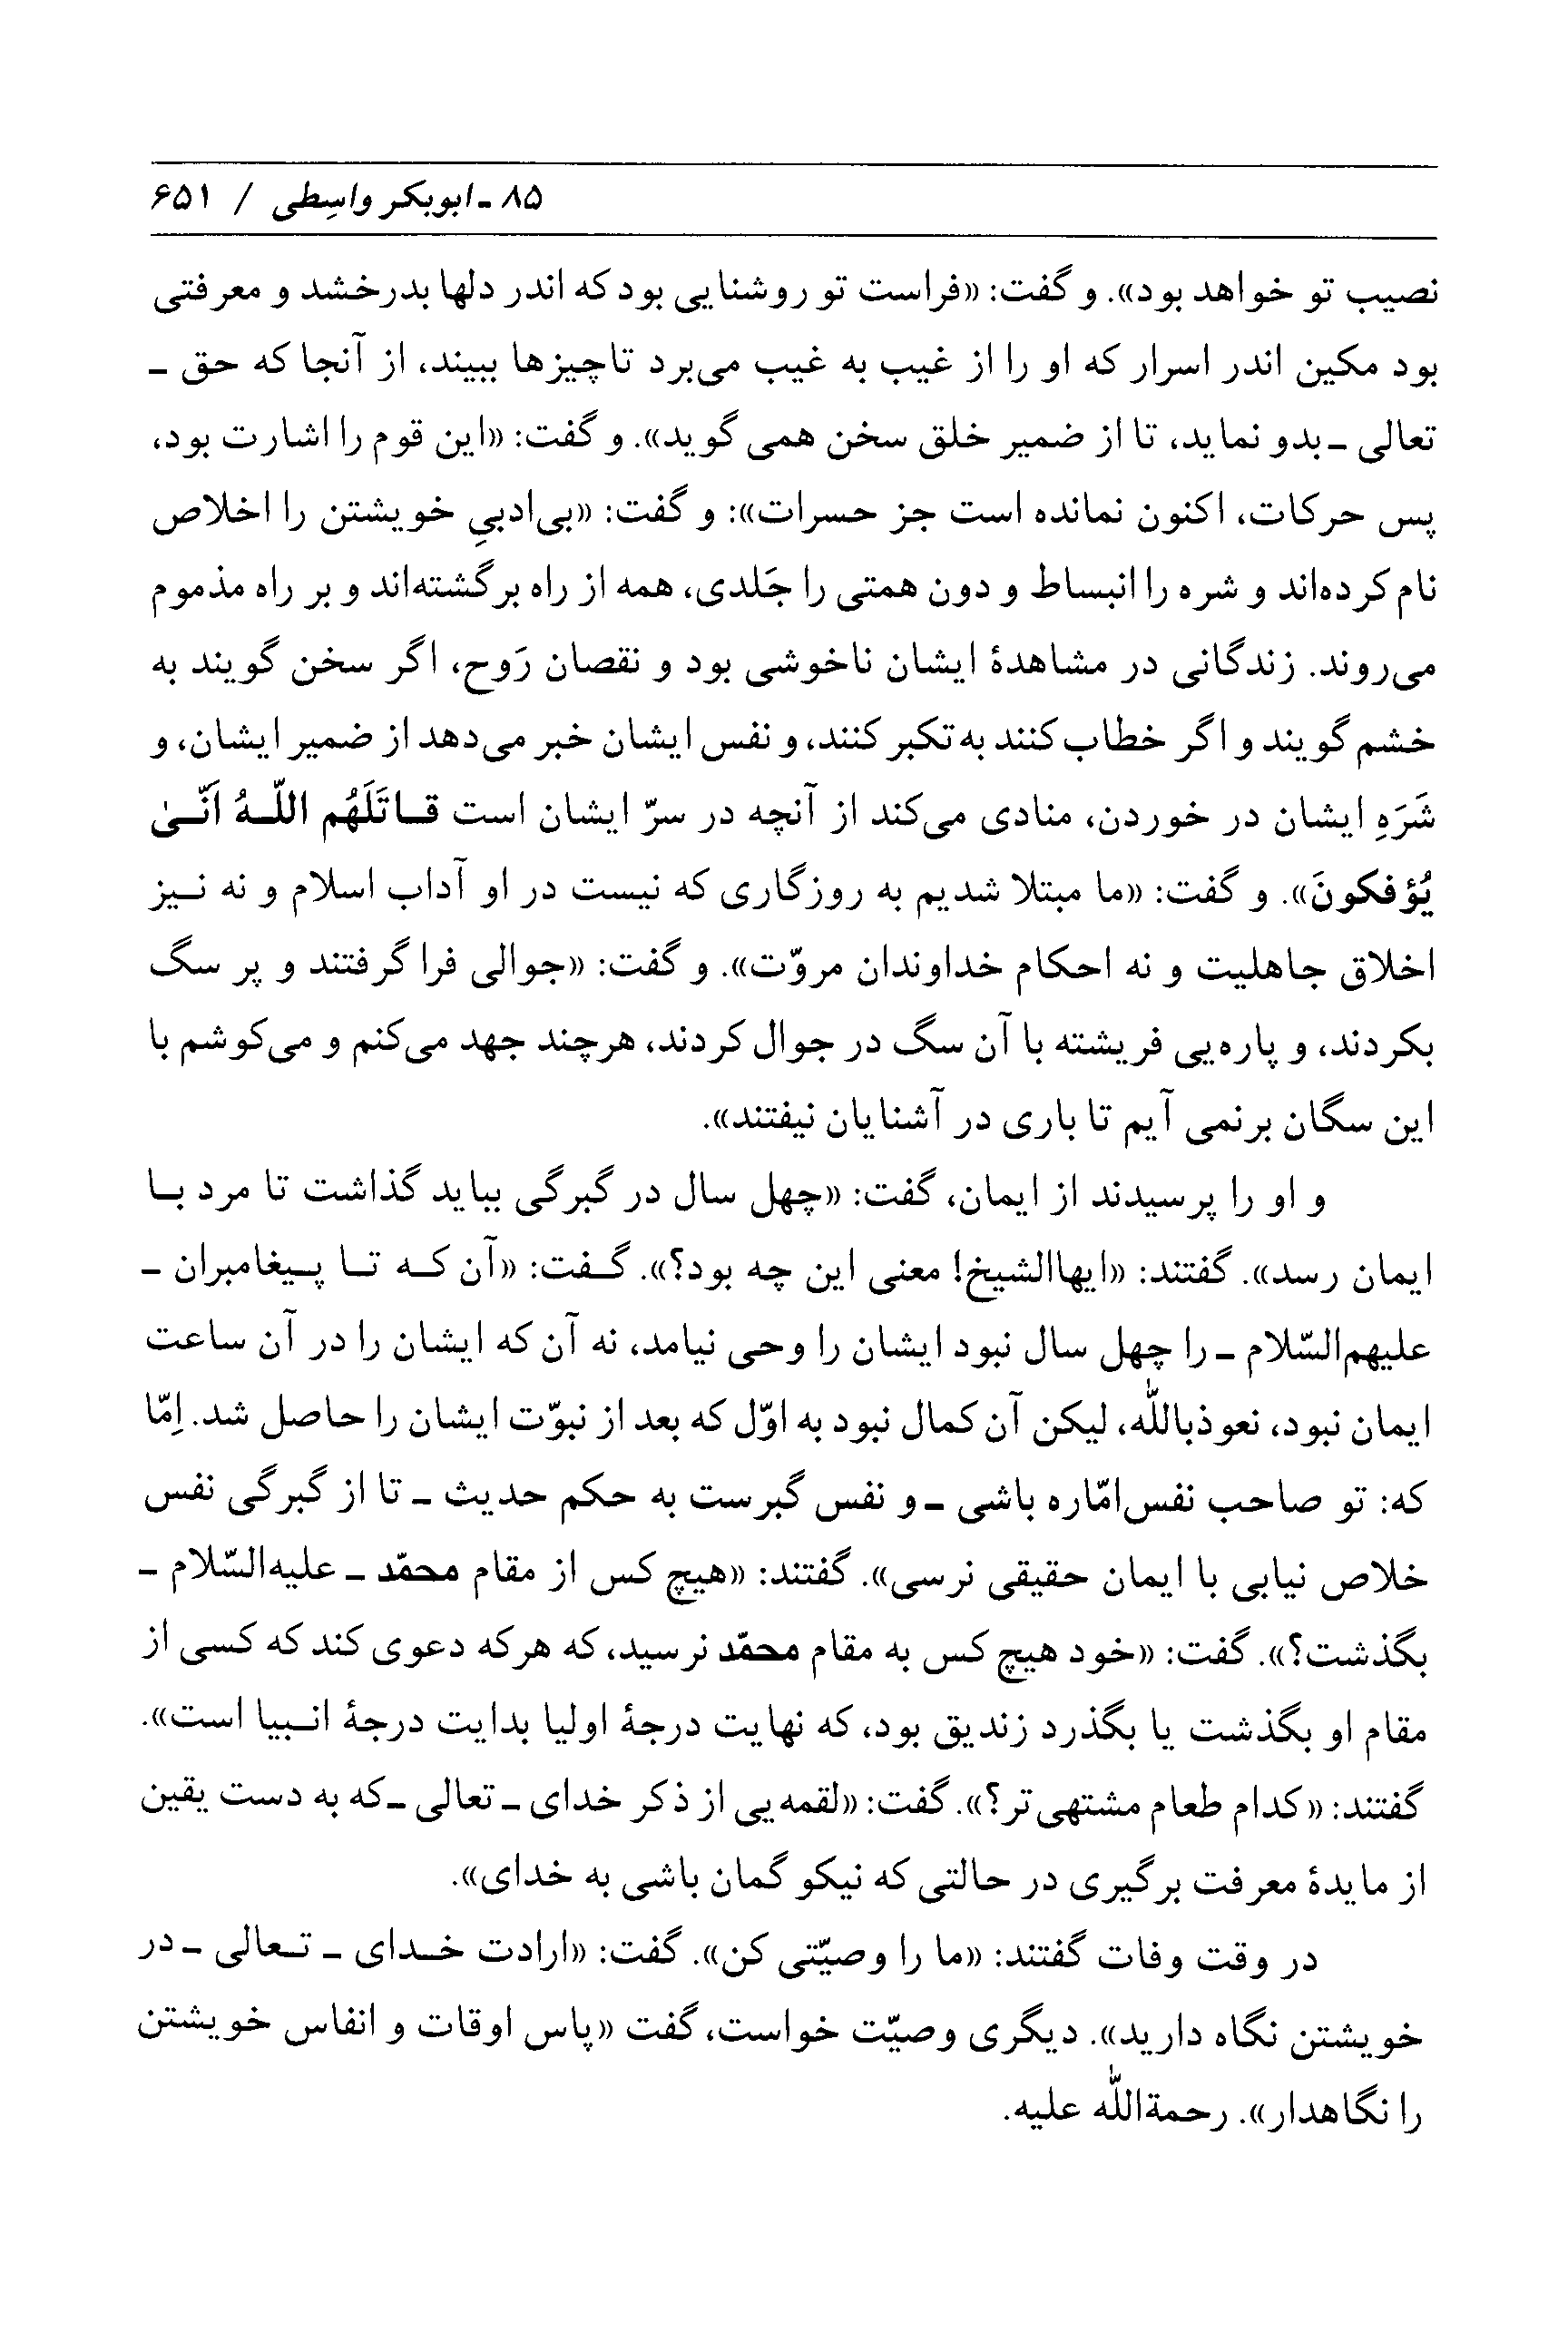 ۸۵ ـ ابوبکر واسِطی / ۶۵۱
نصیب تو خواهد بود». و گفت: «فراست تو روشنایی بود که اندر دلها بدرخشد و معرفتی
بود مکین اندر اسرار که او را از غیب به غیب می‌برد تاچیزها ببیند، از آنجا که حق ـ
تعالی ـ بدو نماید، تا از ضمیر خلق سخن همی گوید». و گفت: «این قوم را اشارت بود،
پس حرکات، اکنون نمانده است جز حسرات»: و گفت: «بی‌ادبیِ خویشتن را اخلاص
نام کرده‌اند و شره را انبساط و دون همتی را جَلدی، همه از راه برگشته‌اند و بر راه مذموم
می‌روند. زندگانی در مشاهدهٔ ایشان ناخوشی بود و نقصان رَوح، اگر سخن گویند به
خشم گویند و اگر خطاب کنند به تکبر کنند، و نفس ایشان خبر می‌دهد از ضمیر ایشان، و
شَرَهِ ایشان در خوردن، منادی می‌کند از آنچه در سرّ ایشان است قـاتَلَهُم اللّـهُ اَنّـیٰ
یُؤفکونَ». و گفت: «ما مبتلا شدیم به روزگاری که نیست در او آداب اسلام و نه نـیز
اخلاق جاهلیت و نه احکام خداوندان مروّت». و گفت: «جوالی فرا گرفتند و پر سگ
بکردند، و پاره‌یی فریشته با آن سگ در جوال کردند، هرچند جهد می‌کنم و می‌کوشم با
این سگان برنمی آیم تا باری در آشنایان نیفتند».
و او را پرسیدند از ایمان، گفت: «چهل سال در گبرگی بباید گذاشت تا مرد بـا
ایمان رسد». گفتند: «ایهاالشیخ! معنی این چه بود؟». گـفت: «آن کـه تـا پـیغامبران ـ
علیهم‌السّلام ـ را چهل سال نبود ایشان را وحی نیامد، نه آن که ایشان را در آن ساعت
ایمان نبود، نعوذباللّه، لیکن آن کمال نبود به اوّل که بعد از نبوّت ایشان را حاصل شد. اِمّا
که: تو صاحب نفس‌امّاره باشی ـ و نفس گبرست به حکم حدیث ـ تا از گبرگی نفس
خلاص نیابی با ایمان حقیقی نرسی». گفتند: «هیچ کس از مقام محمّد ـ علیه‌السّلام ـ
بگذشت؟». گفت: «خود هیچ کس به مقام محمّد نرسید، که هرکه دعوی کند که کسی از
مقام او بگذشت یا بگذرد زندیق بود، که نهایت درجهٔ اولیا بدایت درجهٔ انـبیا است».
گفتند: «کدام طعام مشتهی‌تر؟». گفت: «لقمه‌یی از ذکر خدای ـ تعالی ـ که به دست یقین
از مایدهٔ معرفت برگیری در حالتی که نیکو گمان باشی به خدای».
در وقت وفات گفتند: «ما را وصیّتی کن». گفت: «ارادت خـدای ـ تـعالی ـ در
خویشتن نگاه دارید». دیگری وصیّت خواست، گفت «پاس اوقات و انفاس خویشتن
را نگاهدار». رحمةاللّه علیه.